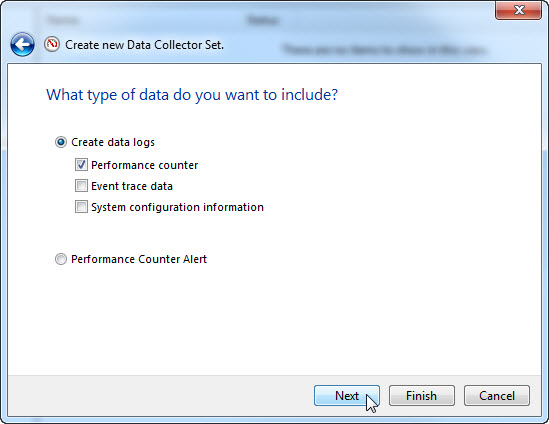 Name
Status
There are no items to show in this view.
Create new Data Collector Set.
What type of data do you want to include?
Create data logs
Performance counter
Event trace data
System configuration information
Performance Counter Alert
Next
Finish
Cancel